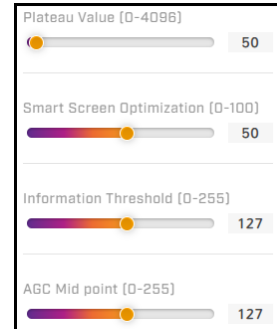 Plateau Value (0-4096)
50
Smart Screen Optimization (0-100)
50
Information Threshold (0-255)
127
AGC Mid point (0-255)
127